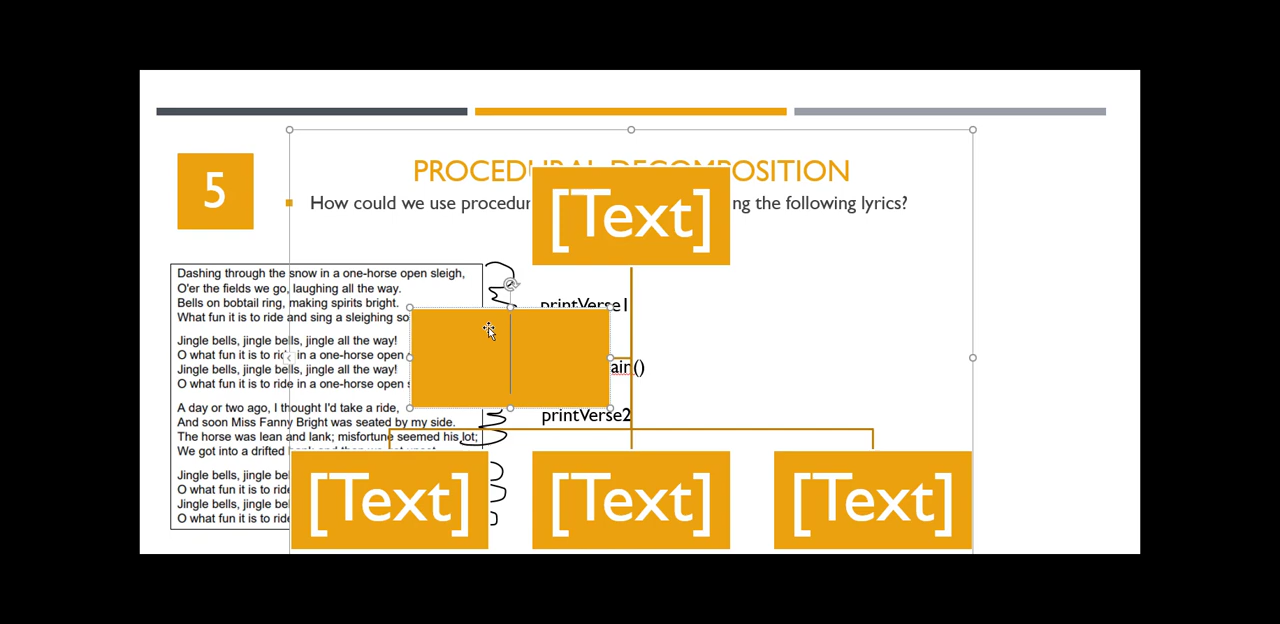 5
PROCED OSITION
How could we use procedur ng the following lyrics?
[Text]
Dashing through the snow in a one-horse open sleigh,
O'er the fields we go, laughing all the way.
Bells on bobtail ring, making spirits bright.
What fun it is to ride and sing a sleighing so
Jingle bells, jingle bells, jingle all the way!
O what fun it is to ride in a one-horse open
Jingle bells, jingle bells, jingle all the way!
O what fun it is to ride in a one-horse open s
A day or two ago, I thought I'd take a ride,
And soon Miss Fanny Bright was seated by my side.
The horse was lean and lank; misfortune seemed his lot;
We got into a drifted
Jingle bells, jingle be
O what fun it is to ride
Jingle bells, jingle bel
O what fun it is to ride
printVerse1
ain()
printVerse2
[Text]
[Text]
[Text]